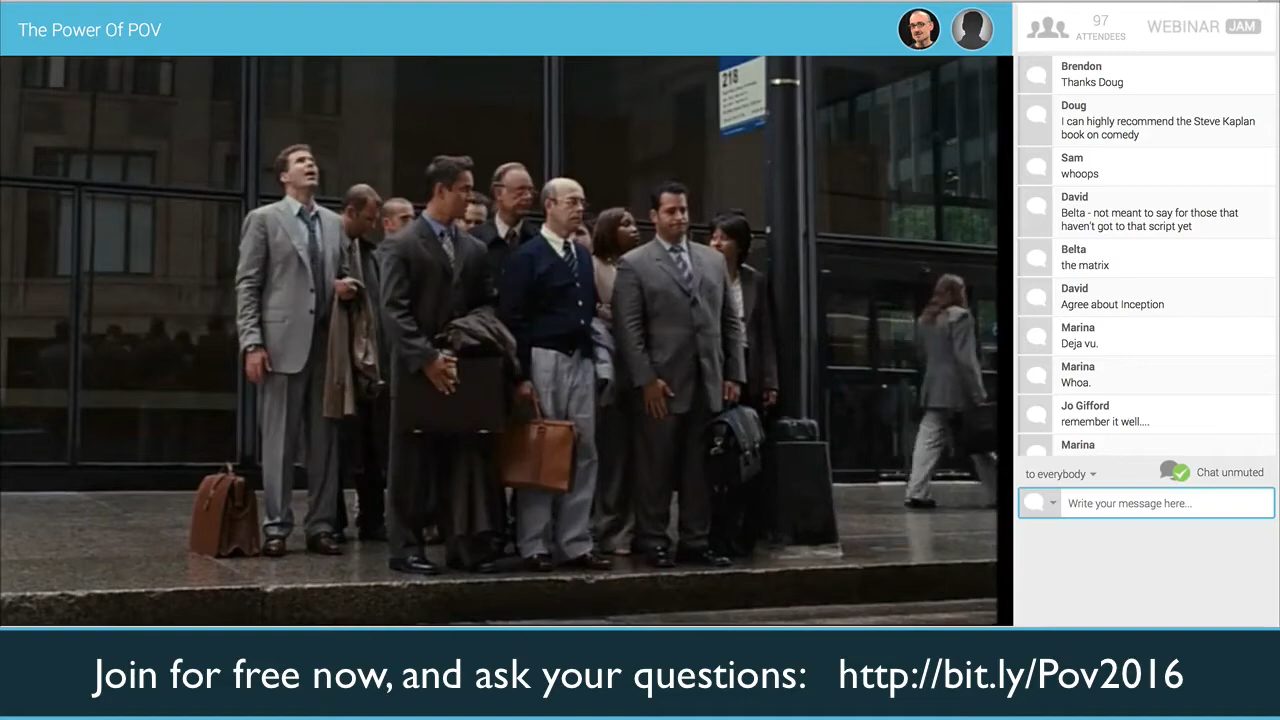 The Power Of POV
97
ATTENDEES
WEBINAR JAM
218
Brendon
Thanks Doug
Doug
I can highly recommend the Steve Kaplan
book on comedy
Sam
whoops
David
Belta - not meant to say for those that
haven't got to that script yet
Belta
the matrix
David
Agree about Inception
Marina
Deja vu.
Marina
Whoa.
Jo Gifford
remember it well....
Marina
to everybody
Chat unmuted
Write your message here...
Join for free now, and ask your questions: http://bit.ly/Pov2016